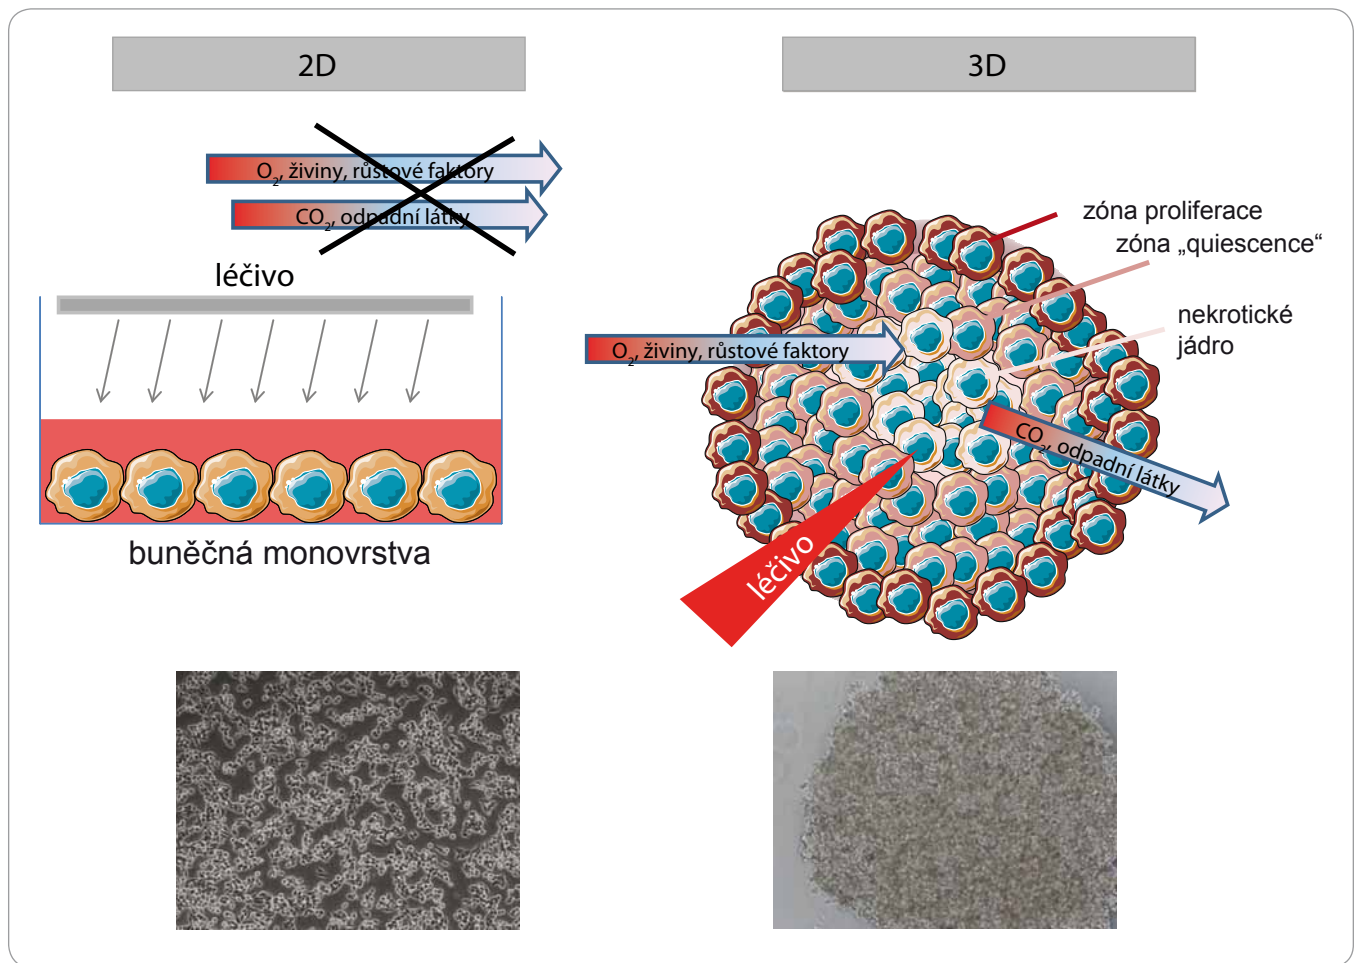 2D
3D
O2, živiny, růstové faktory
CO2, odpadní látky
léčivo
buněčná monovrstva
zóna proliferace
zóna „quiescence“
nekrotické
jádro
O2, živiny, růstové faktory
CO2, odpadní látky
léčivo